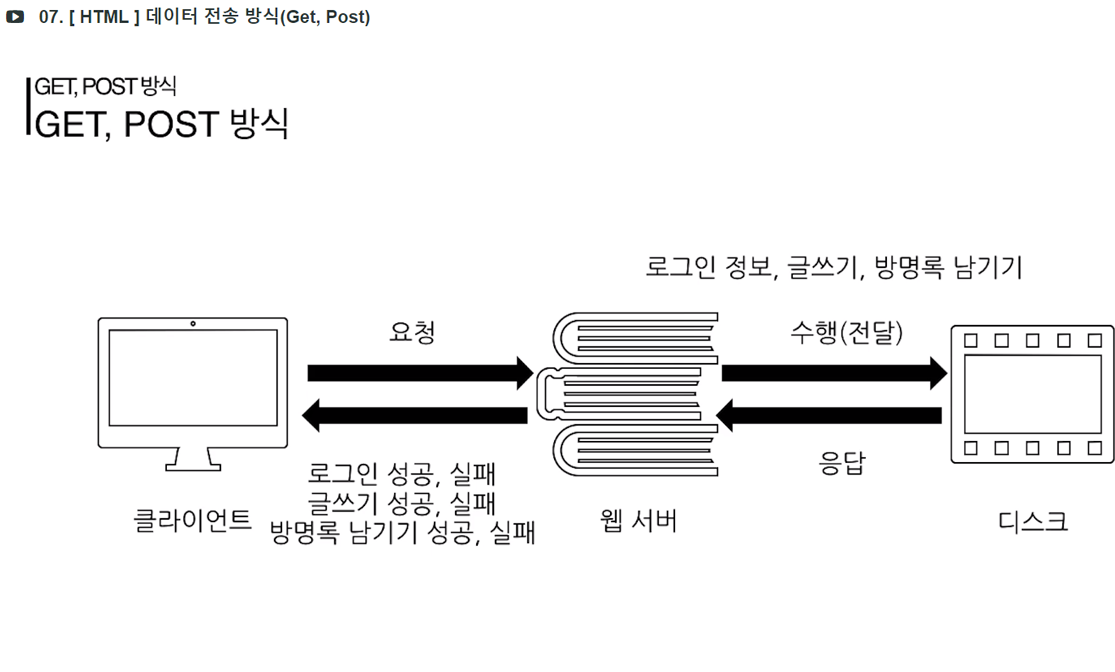 07. [ HTML ] 데이터 전송 방식(Get, Post)
GET, POST 방식
GET, POST 방식
로그인 정보, 글쓰기, 방명록 남기기
요청
수행(전달)
응답
로그인 성공, 실패
글쓰기 성공, 실패
방명록 남기기 성공, 실패
클라이언트
웹 서버
디스크